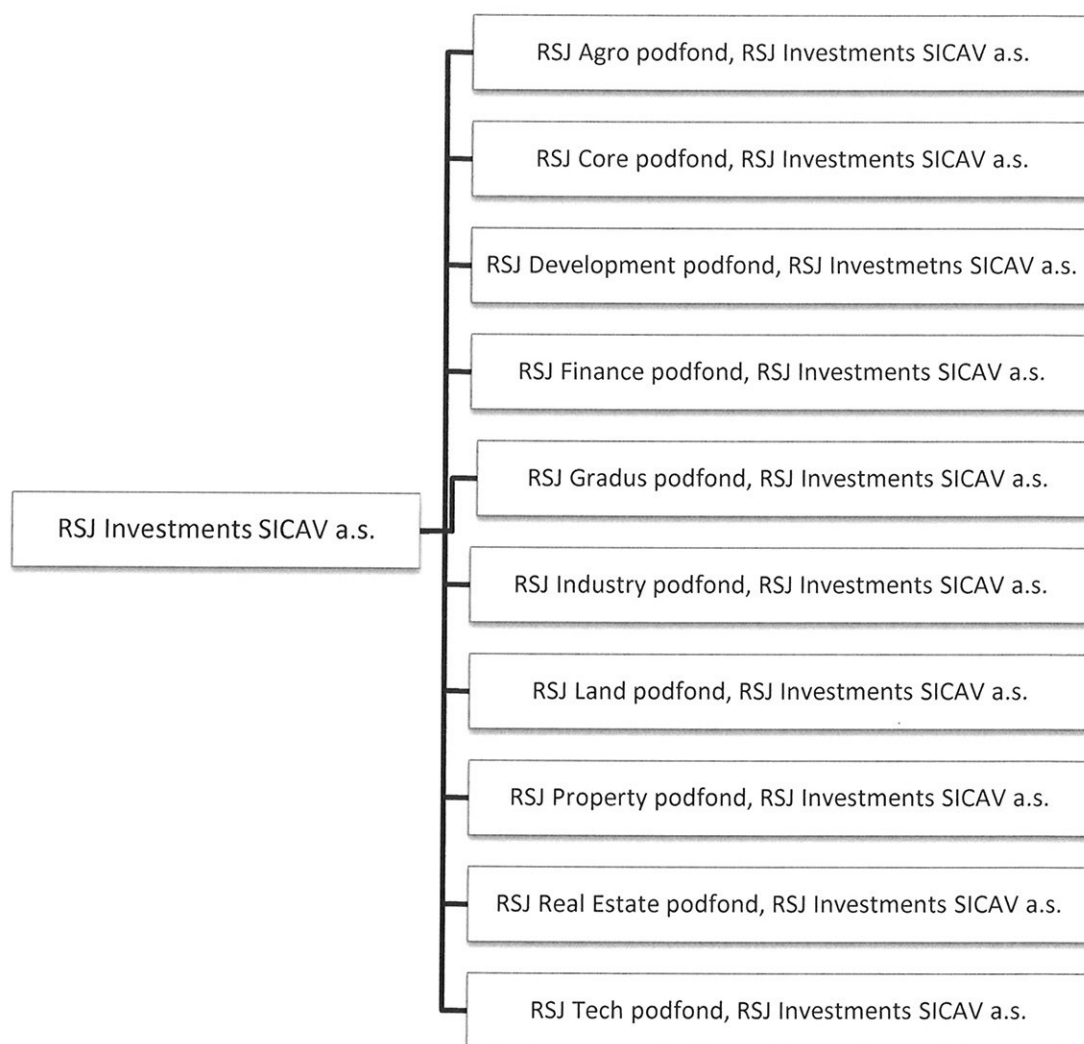 RSJ Agro podfond, RSJ Investments SICAV a.s.
RSJ Core podfond, RSJ Investments SICAV a.s.
RSJ Development podfond, RSJ Investmetns SICAV a.s.
RSJ Finance podfond, RSJ Investments SICAV a.s.
RSJ Gradus podfond, RSJ Investments SICAV a.s.
RSJ Investments SICAV a.s.
RSJ Industry podfond, RSJ Investments SICAV a.s.
RSJ Land podfond, RSJ Investments SICAV a.s.
RSJ Property podfond, RSJ Investments SICAV a.s.
RSJ Real Estate podfond, RSJ Investments SICAV a.s.
RSJ Tech podfond, RSJ Investments SICAV a.s.